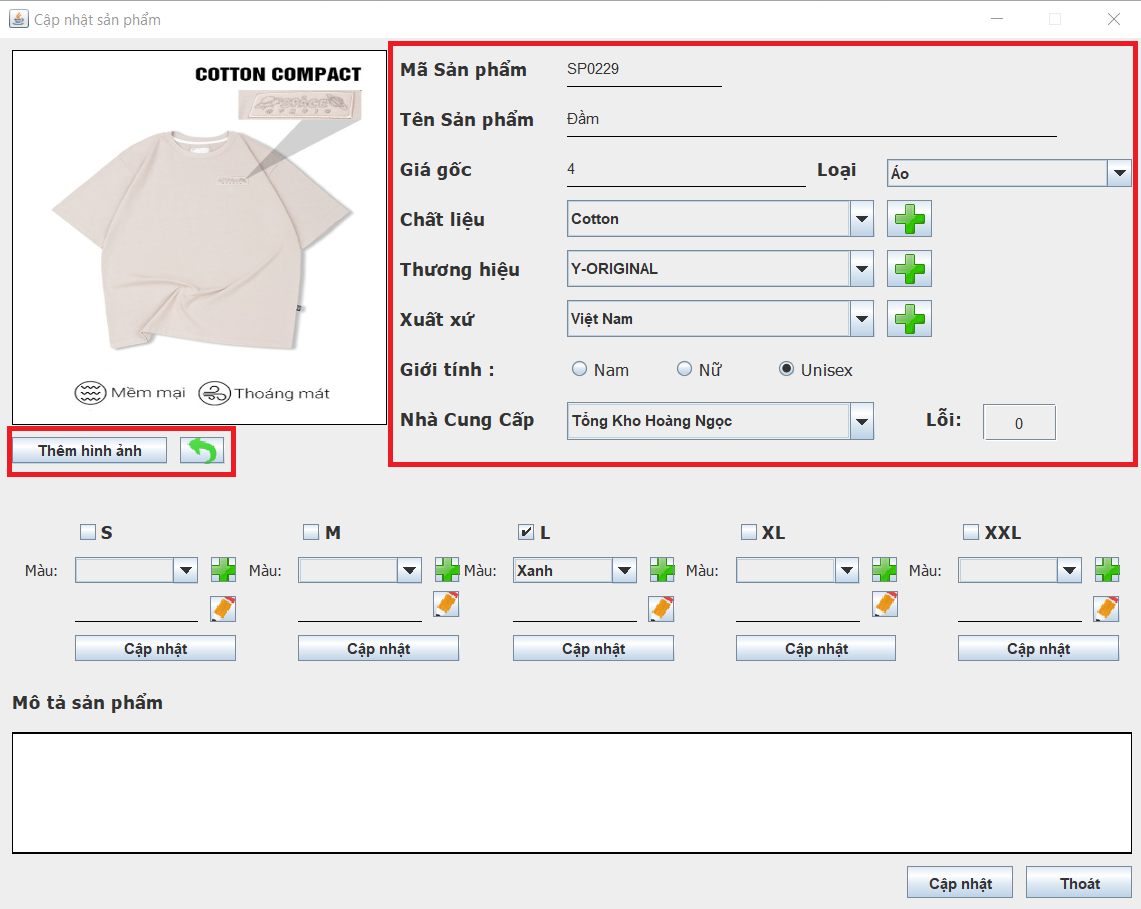 Cập nhật sản phẩm
COTTON COMPACT
SPACE
Mềm mại
Thoáng mát
Thêm hình ảnh
Mã Sản phẩm SP0229
Tên Sản phẩm Đầm
Giá gốc 4 Loại Áo
Chất liệu Cotton
Thương hiệu Y-ORIGINAL
Xuất xứ Việt Nam
Giới tính : Nam Nữ Unisex
Nhà Cung Cấp Tổng Kho Hoàng Ngọc Lỗi: 0
S M L XL XXL
Màu: Màu: Màu: Xanh Màu: Màu:
Cập nhật Cập nhật Cập nhật Cập nhật Cập nhật
Mô tả sản phẩm
Cập nhật Thoát